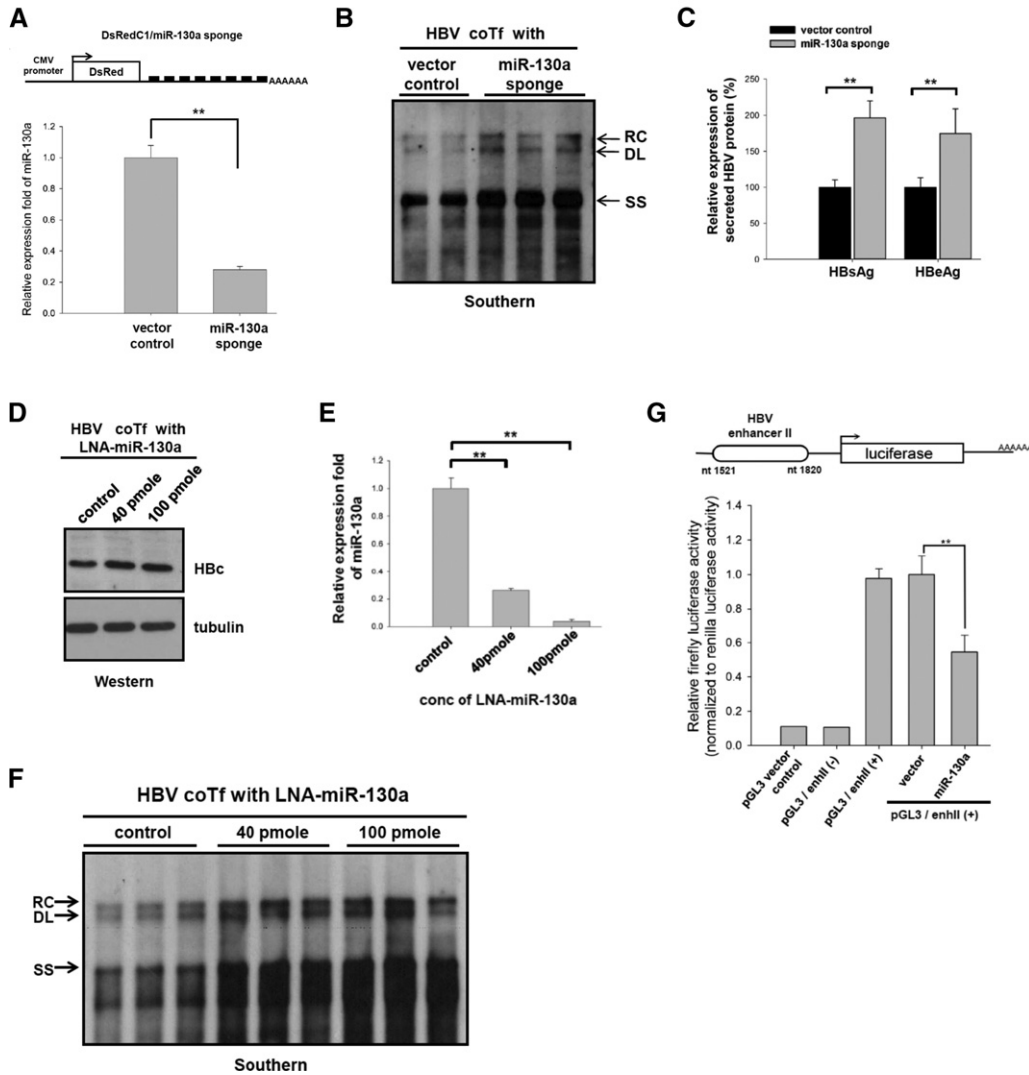 A
DsRedC1/miR-130a sponge
CMV
promoter
DsRed
AAAAAA
Relative expression fold of miR-130a
1.2
1.0
0.8
0.6
0.4
0.2
0.0
**
vector
control
miR-130a
sponge
B
HBV coTf with
vector
control
miR-130a
sponge
RC
DL
SS
Southern
C
vector control
miR-130a sponge
Relative expression of
secreted HBV protein (%)
250
200
150
100
50
0
**
**
HBsAg
HBeAg
D
HBV coTf with
LNA-miR-130a
control
40 pmole
100 pmole
HBc
tubulin
Western
E
Relative expression fold
of miR-130a
1.2
1.0
0.8
0.6
0.4
0.2
0.0
**
**
control
40pmole
100pmole
conc of LNA-miR-130a
F
HBV coTf with LNA-miR-130a
control
40 pmole
100 pmole
RC
DL
SS
Southern
G
HBV
enhancer II
nt 1521
nt 1820
luciferase
AAAAAA
Relative firefly luciferase activity
(normalized to renilla luciferase activity)
1.4
1.2
1.0
0.8
0.6
0.4
0.2
0.0
**
pGL3 vector
control
pGL3 / enhII (-)
pGL3 / enhII (+)
vector
miR-130a
pGL3 / enhII (+)